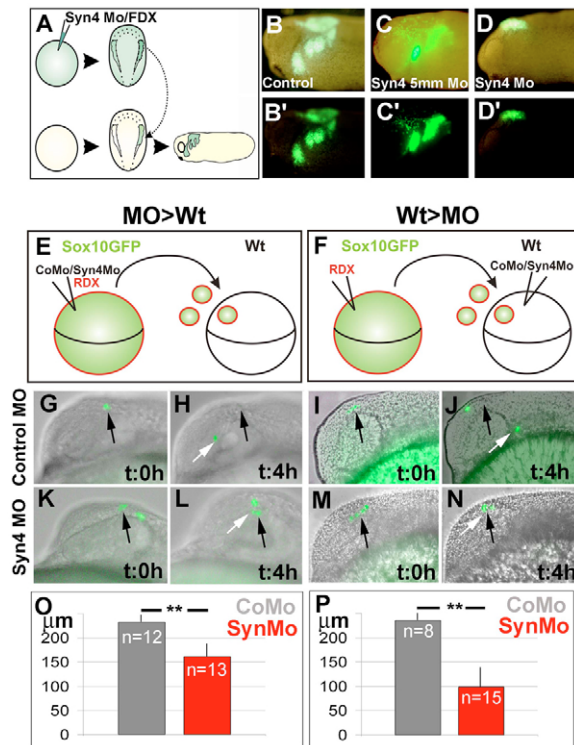 A
Syn4 Mo/FDX
B
Control
C
Syn4 5mm Mo
D
Syn4 Mo
B'
C'
D'
MO>Wt
Wt>MO
E
Sox10GFP
Wt
CoMo/Syn4Mo
RDX
F
Sox10GFP
Wt
RDX
CoMo/Syn4Mo
Control MO
G
t:0h
H
t:4h
I
t:0h
J
t:4h
Syn4 MO
K
t:0h
L
t:4h
M
t:0h
N
t:4h
O
μm
200
150
100
50
0
**
CoMo
SynMo
n=12
n=13
P
μm
200
150
100
50
0
**
CoMo
SynMo
n=8
n=15